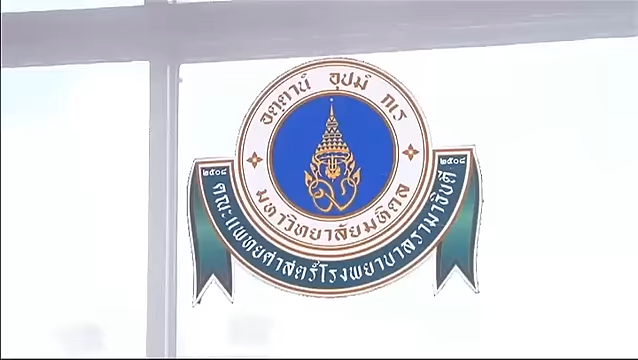 อตฺตานํ อุปมํ กเร
มหาวิทยาลัยมหิดล
๒๕๐๘ ๒๕๐๘
คณะแพทยศาสตร์โรงพยาบาลรามาธิบดี